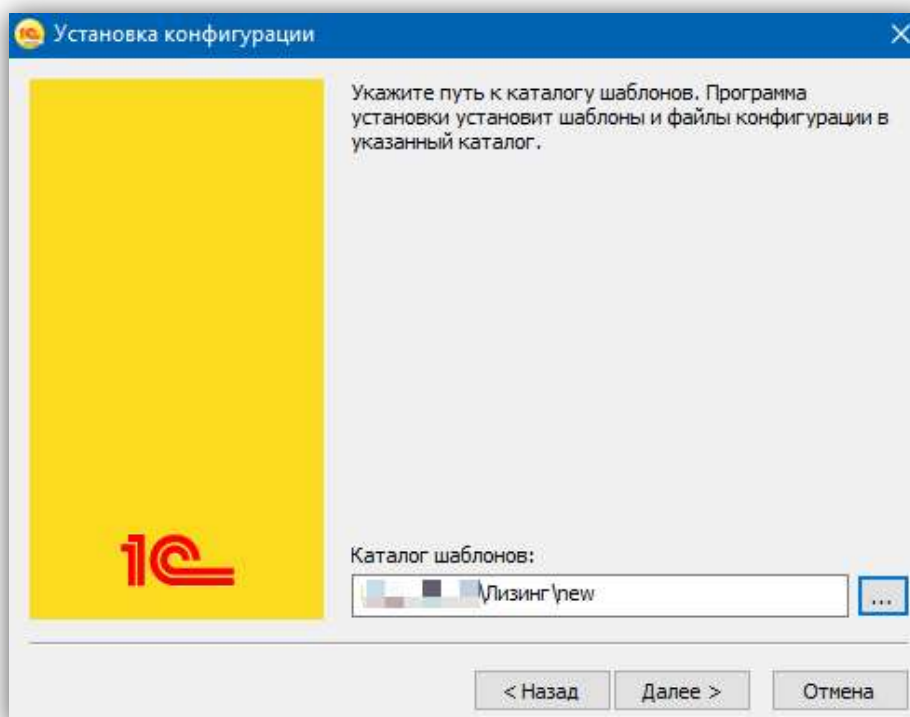 Установка конфигурации
Укажите путь к каталогу шаблонов. Программа
установки установит шаблоны и файлы конфигурации в
указанный каталог.
1С
Каталог шаблонов:
\Лизинг\new
...
< Назад
Далее >
Отмена